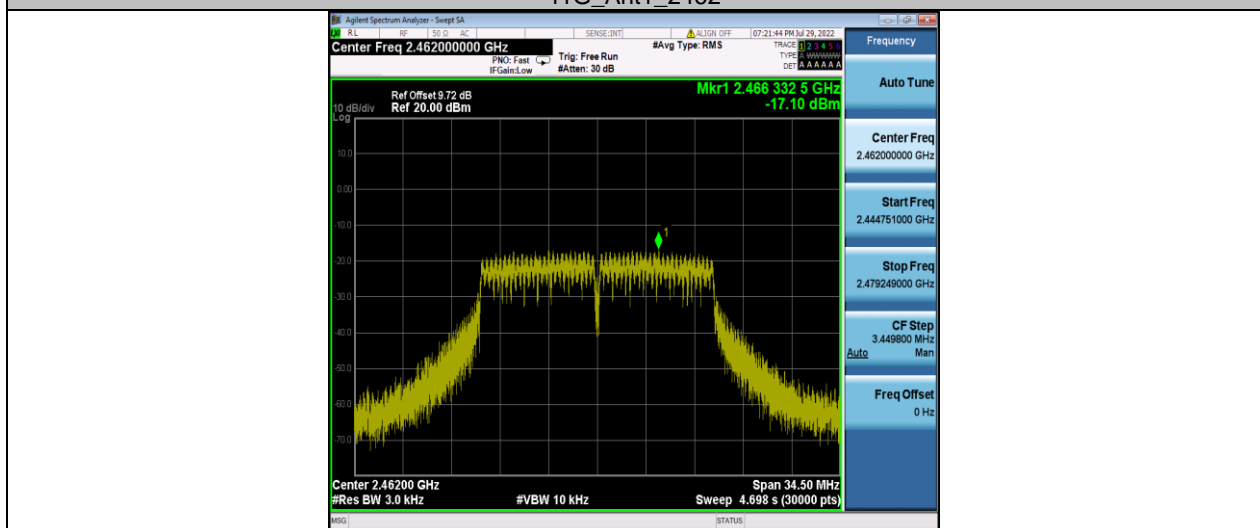 11G_Ant1_2462
Agilent Spectrum Analyzer - Swept SA
RL RF 50 Ω AC SENSE:INT ALIGN OFF 07:21:44 PM Jul 29, 2022
Center Freq 2.462000000 GHz #Avg Type: RMS TRACE 1 2 3 4 5 6
PNO: Fast Trig: Free Run TYPE A WWWWW
IFGain:Low #Atten: 30 dB DET A A A A A A
Mkr1 2.466 332 5 GHz
-17.10 dBm
Ref Offset 9.72 dB
10 dB/div Ref 20.00 dBm
Log
10.0
0.00
-10.0
1
-20.0
-30.0
-40.0
-50.0
-60.0
-70.0
Center 2.46200 GHz Span 34.50 MHz
#Res BW 3.0 kHz #VBW 10 kHz Sweep 4.698 s (30000 pts)
MSG STATUS
Frequency
Auto Tune
Center Freq
2.462000000 GHz
Start Freq
2.444751000 GHz
Stop Freq
2.479249000 GHz
CF Step
3.449800 MHz
Auto Man
Freq Offset
0 Hz